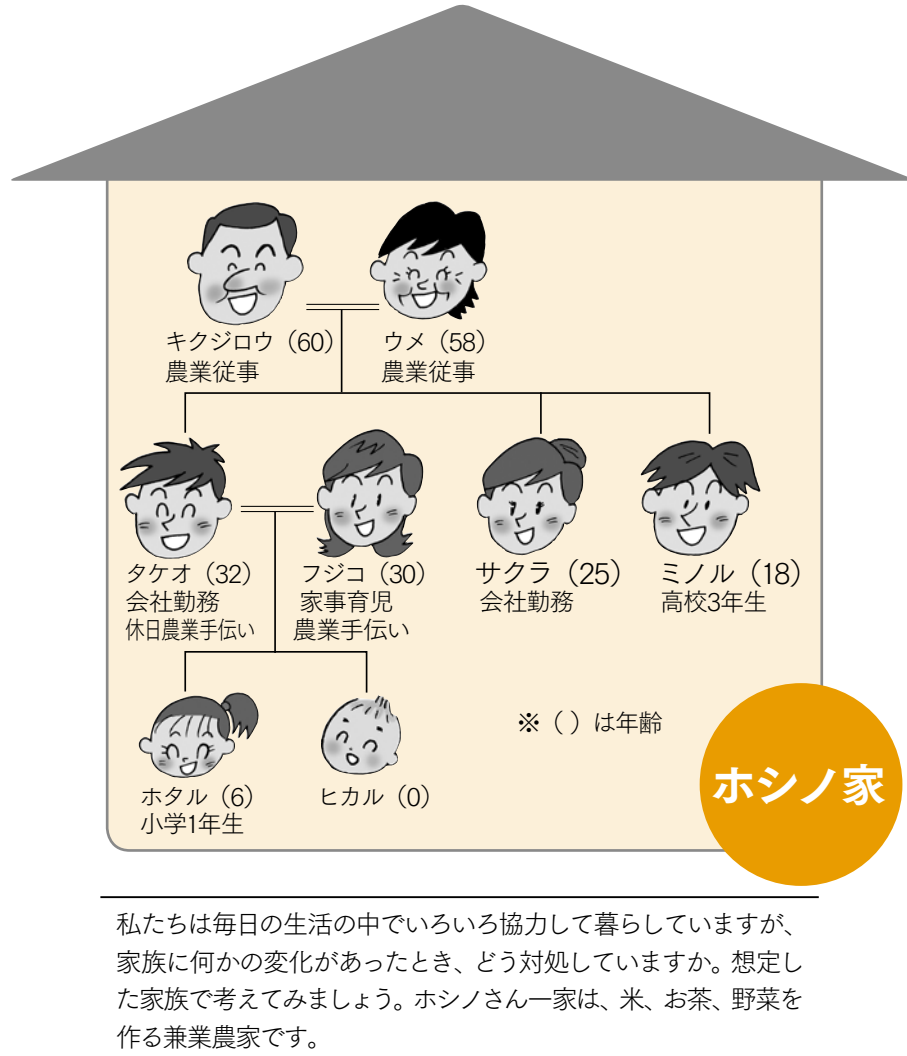 キクジロウ（60）
農業従事
ウメ（58）
農業従事
タケオ（32）
会社勤務
休日農業手伝い
フジコ（30）
家事育児
農業手伝い
サクラ（25）
会社勤務
ミノル（18）
高校3年生
ホタル（6）
小学1年生
ヒカル（0）
※（ ）は年齢
ホシノ家
私たちは毎日の生活の中でいろいろ協力して暮らしていますが、
家族に何かの変化があったとき、どう対処していますか。想定し
た家族で考えてみましょう。ホシノさん一家は、米、お茶、野菜を
作る兼業農家です。